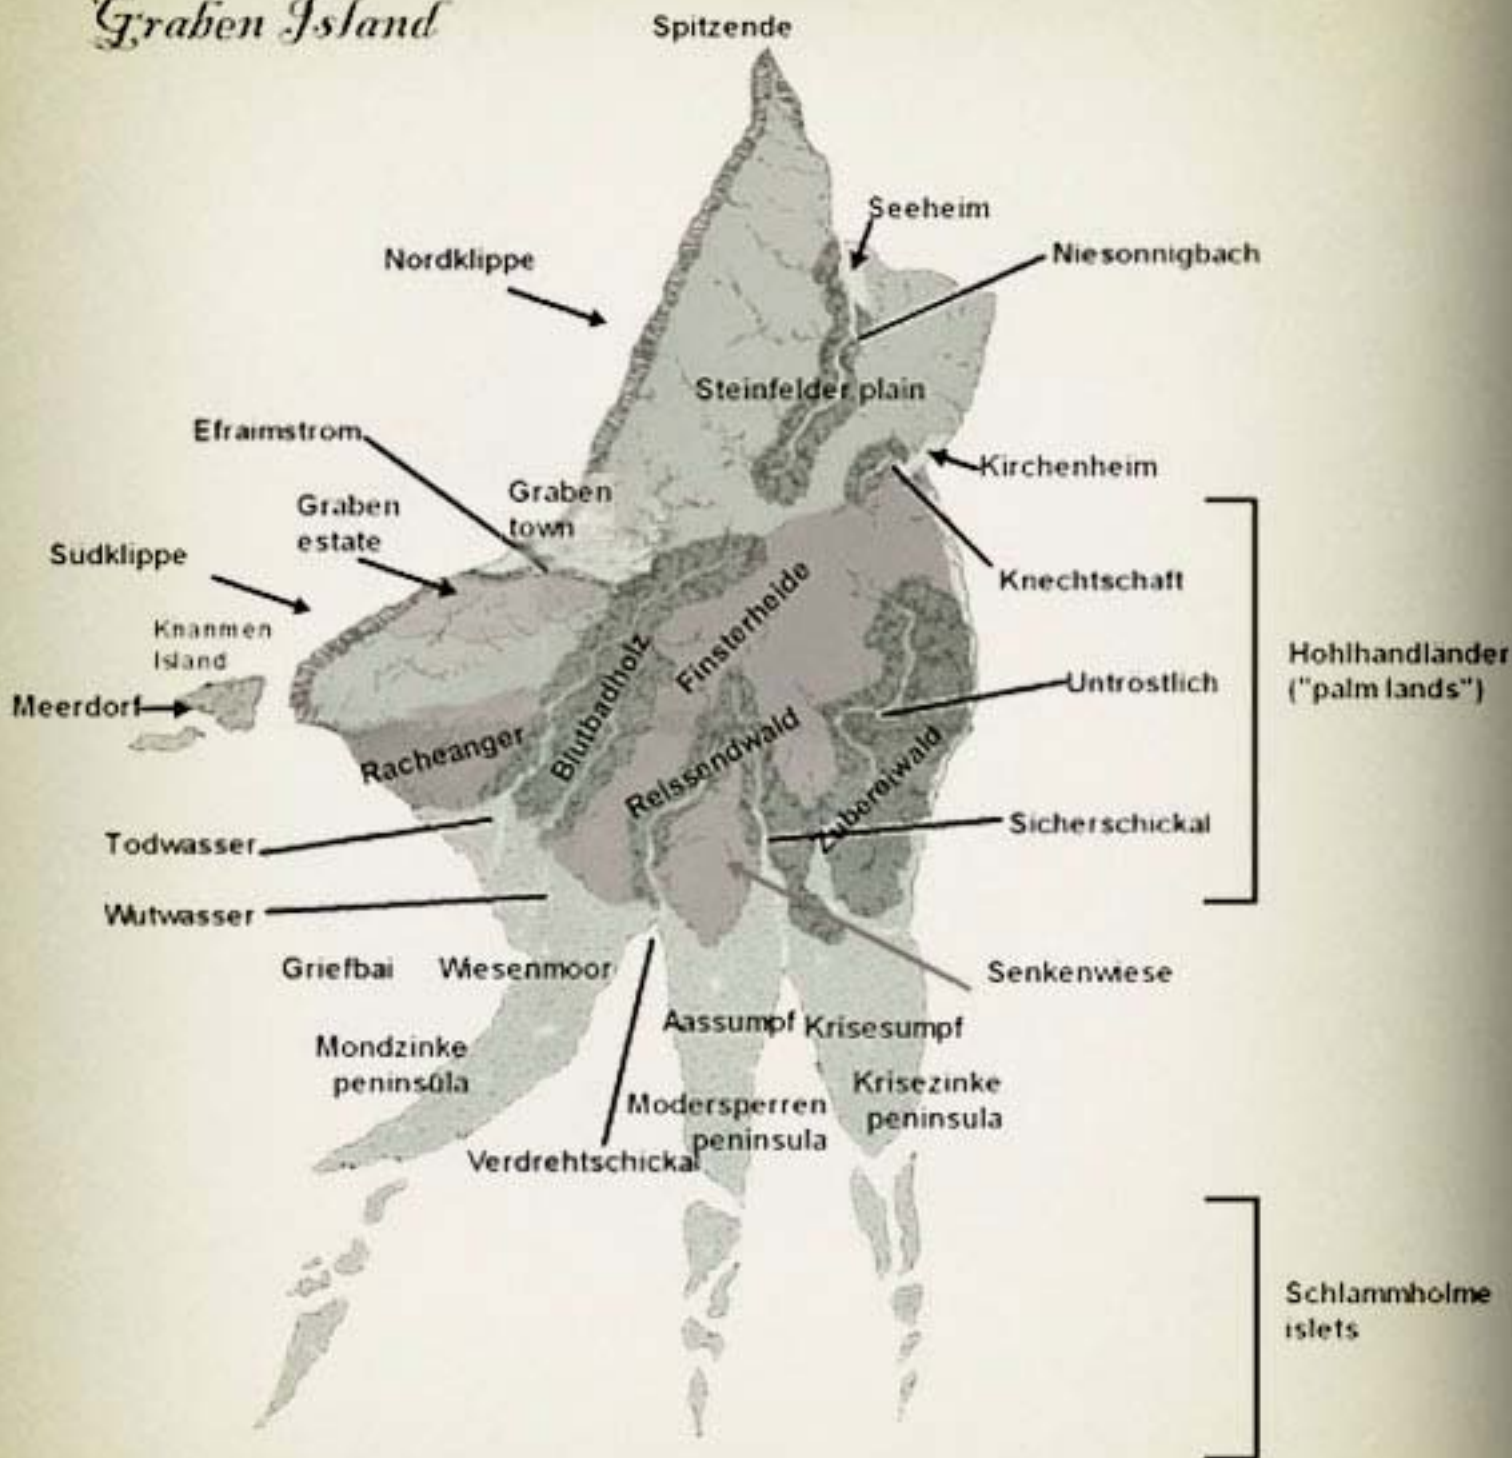 Graben Island
Spitzende
Seeheim
Niesonnigbach
Nordklippe
Steinfelder plain
Efraimstrom
Kirchenheim
Graben
town
Graben
estate
Sudklippe
Knechtschaft
Knanmen
Island
Finsterheide
Blutbadholz
Hohlhandländer
("palm lands")
Untrostlich
Meerdorf
Racheanger
Reissendwald
Zubereiwald
Todwasser
Sicherschickal
Wutwasser
Griefbai
Wiesenmoor
Senkenwiese
Aassumpf
Krisesumpf
Mondzinke
peninsula
Krisezinke
peninsula
Modersperren
peninsula
Verdrehtschickal
Schlammholme
islets